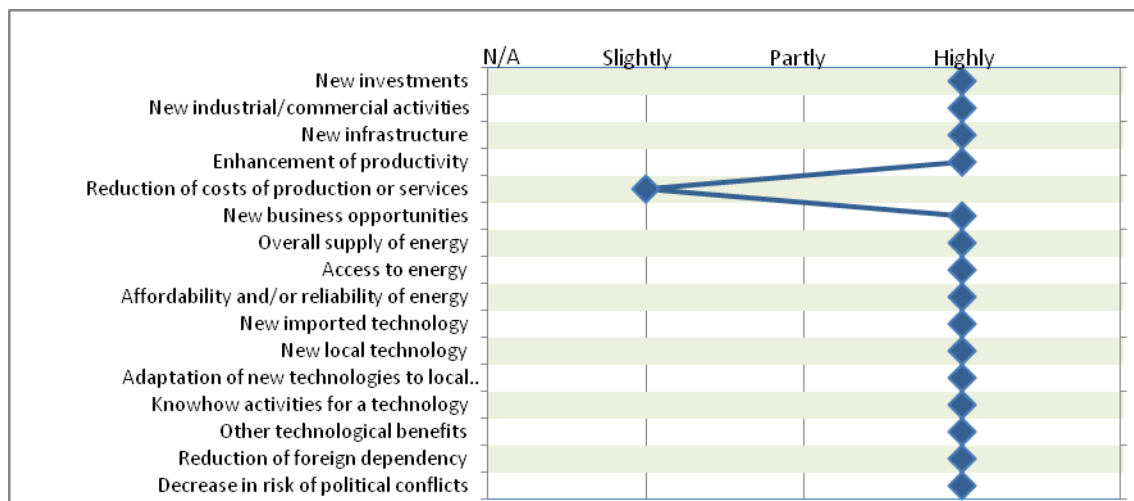 N/A Slightly Partly Highly
New investments
New industrial/commercial activities
New infrastructure
Enhancement of productivity
Reduction of costs of production or services
New business opportunities
Overall supply of energy
Access to energy
Affordability and/or reliability of energy
New imported technology
New local technology
Adaptation of new technologies to local..
Knowhow activities for a technology
Other technological benefits
Reduction of foreign dependency
Decrease in risk of political conflicts